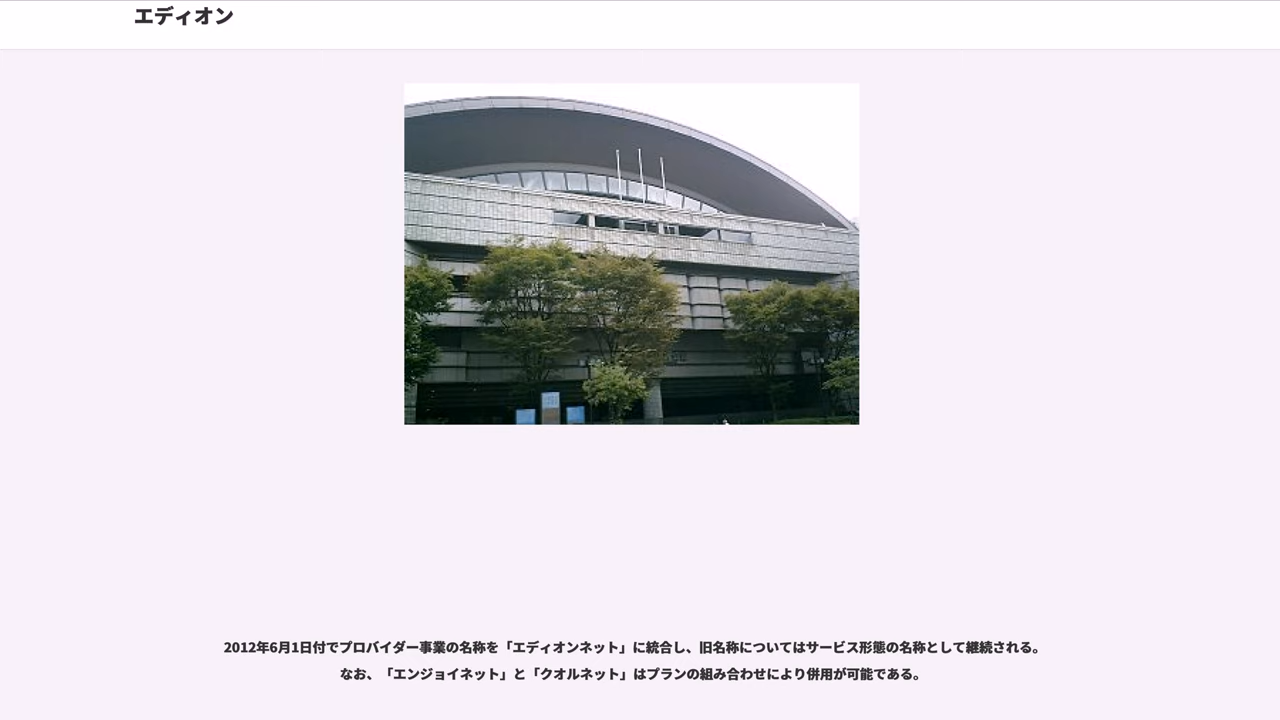 エディオン
2012年6月1日付でプロバイダー事業の名称を「エディオンネット」に統合し、旧名称についてはサービス形態の名称として継続される。
なお、「エンジョイネット」と「クオルネット」はプランの組み合わせにより併用が可能である。